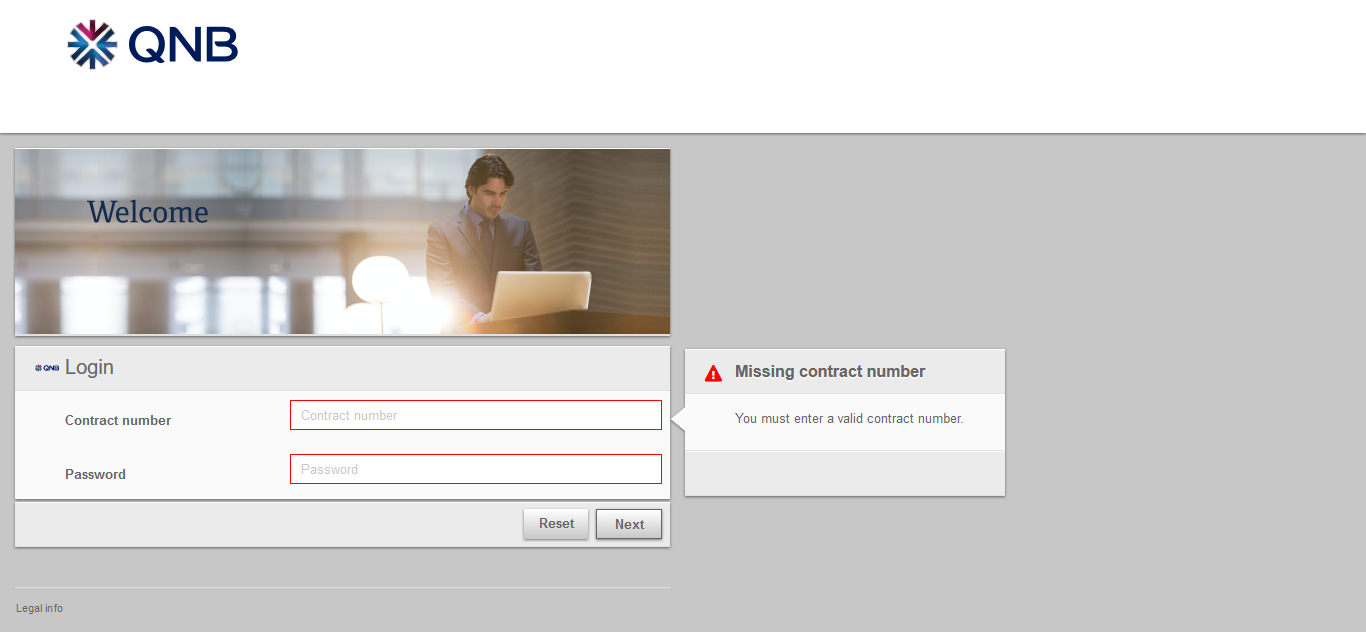 QNB
Welcome
QNB Login
Contract number
Contract number
Password
Password
Reset
Next
Missing contract number
You must enter a valid contract number.
Legal info